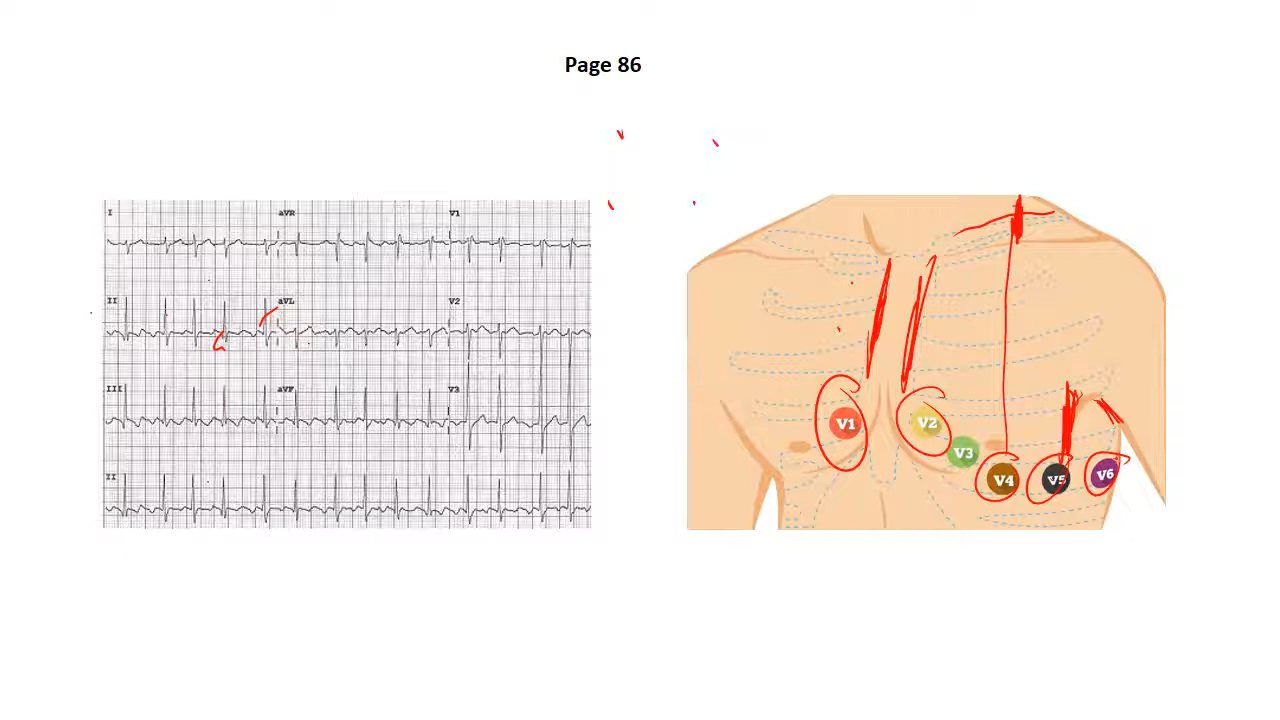 Page 86
I aVR V1
II aVL V2
III aVF V3
II
V1 V2
V3
V4 V5 V6